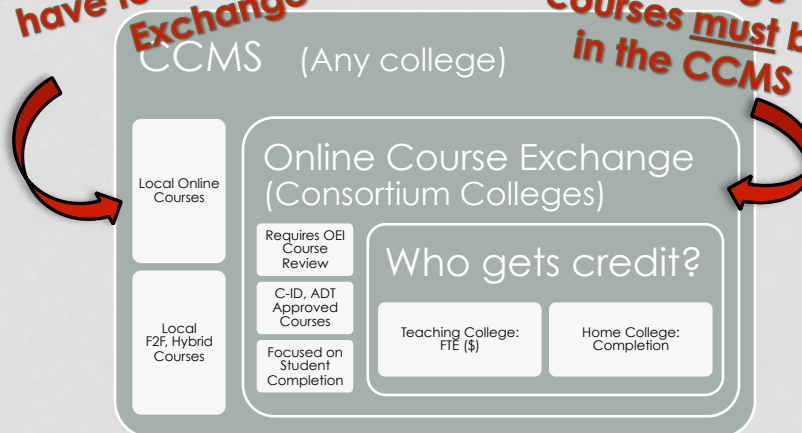 have
Exchange
courses must
in the CCMS
CCMS (Any college)
Local Online
Courses
Local
F2F, Hybrid
Courses
Online Course Exchange
(Consortium Colleges)
Requires OEI
Course
Review
C-ID, ADT
Approved
Courses
Focused on
Student
Completion
Who gets credit?
Teaching College:
FTE ($)
Home College:
Completion